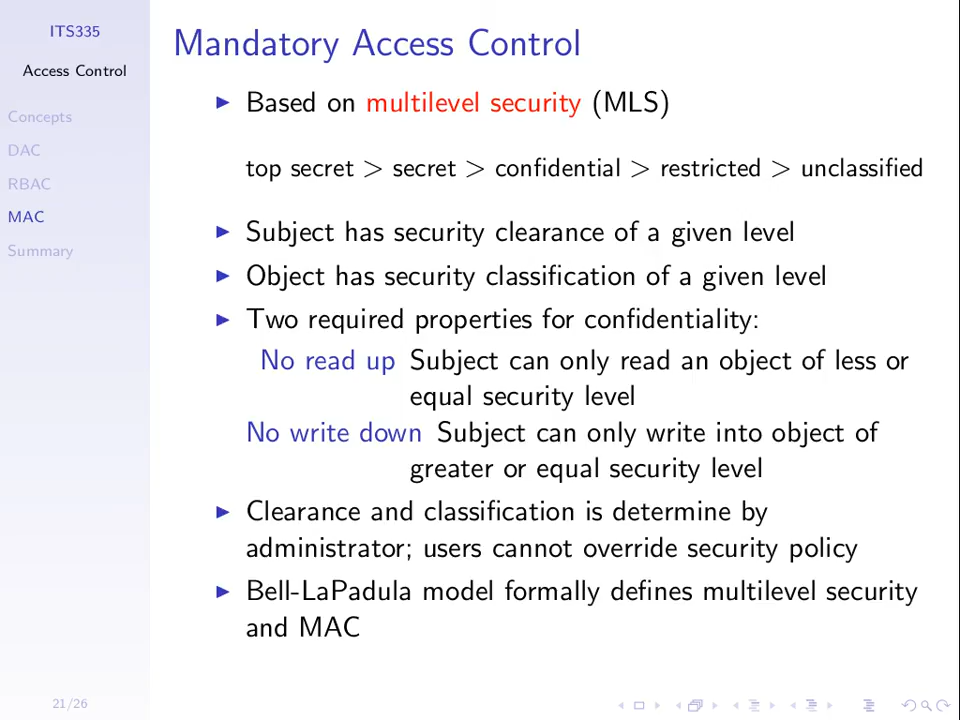 ITS335
Access Control
Concepts
DAC
RBAC
MAC
Summary
21/26
Mandatory Access Control
Based on multilevel security (MLS)
top secret > secret > confidential > restricted > unclassified
Subject has security clearance of a given level
Object has security classification of a given level
Two required properties for confidentiality:
No read up Subject can only read an object of less or
equal security level
No write down Subject can only write into object of
greater or equal security level
Clearance and classification is determine by
administrator; users cannot override security policy
Bell-LaPadula model formally defines multilevel security
and MAC